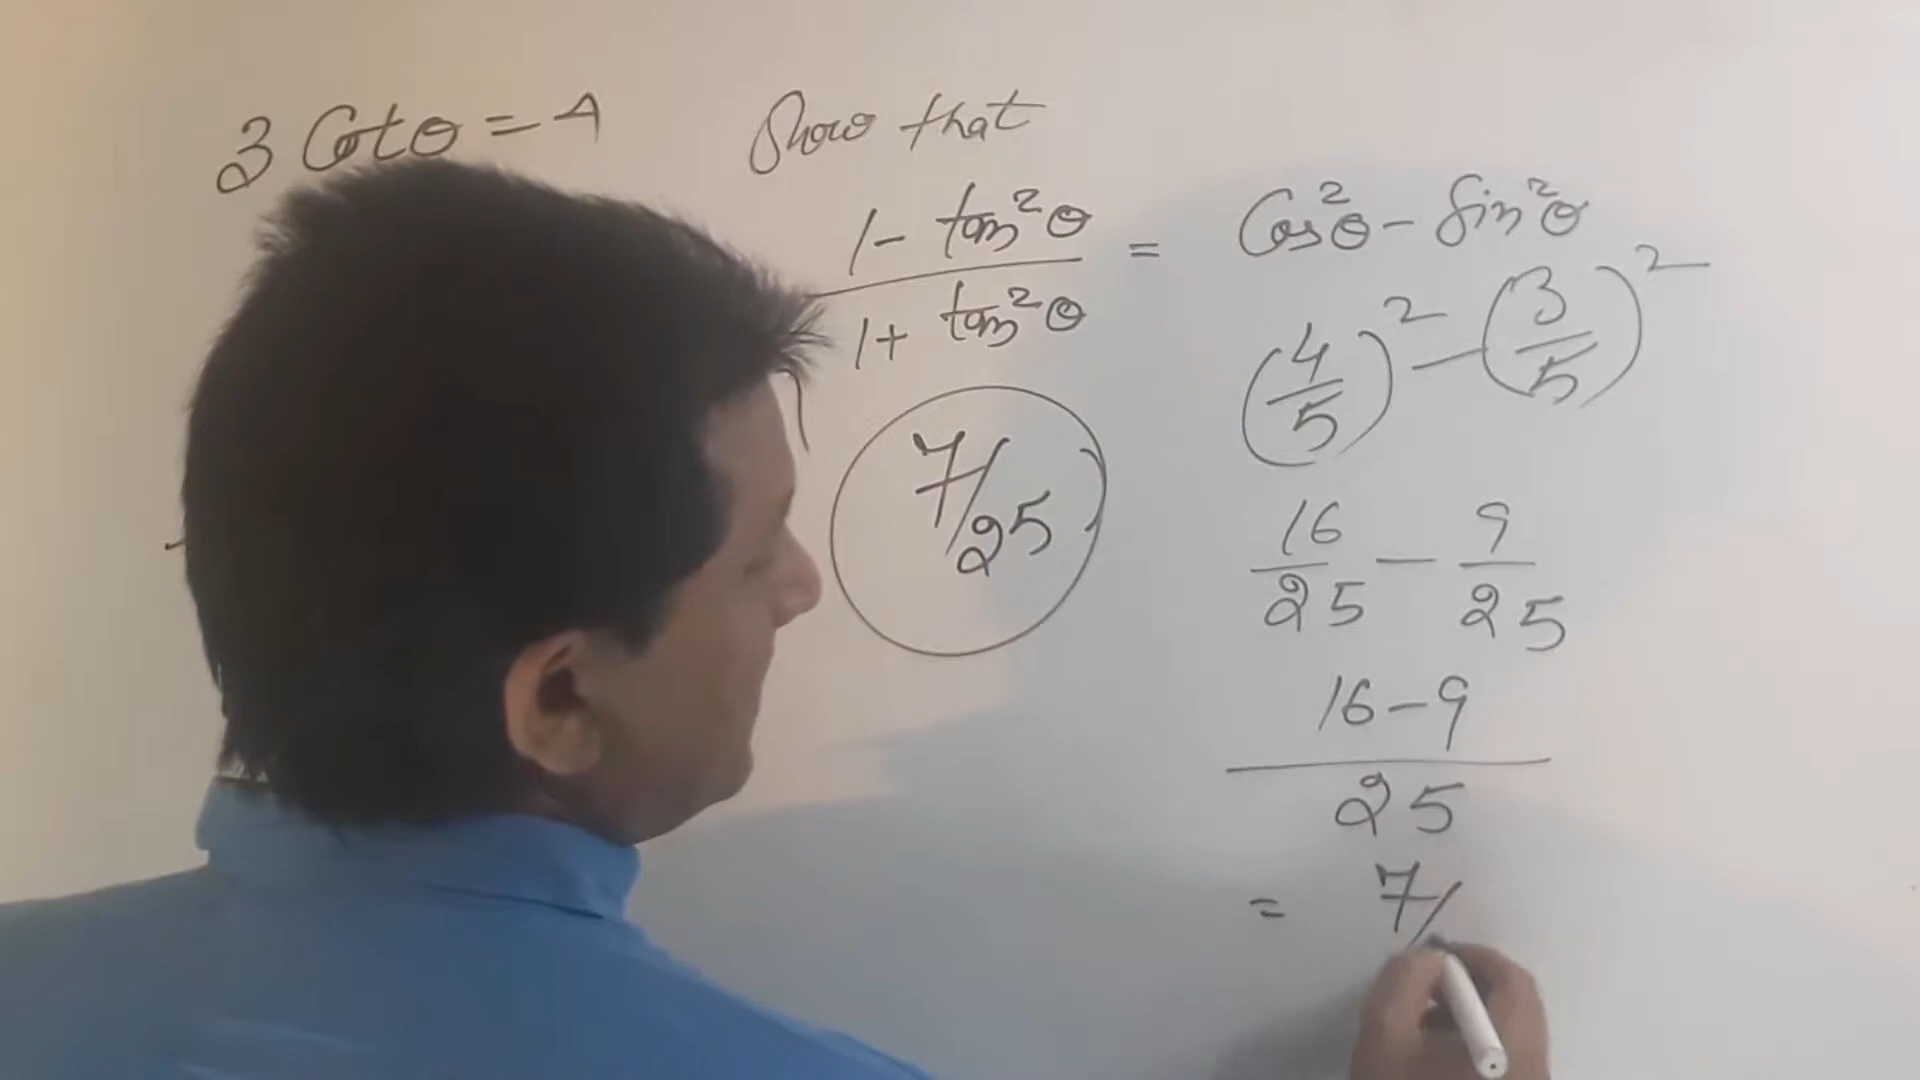 3 Cotθ = 4
Show that
1 - tan²θ / 1 + tan²θ = Cos²θ - Sin²θ
7/25
(4/5)² - (3/5)²
16/25 - 9/25
16 - 9 / 25
= 7/